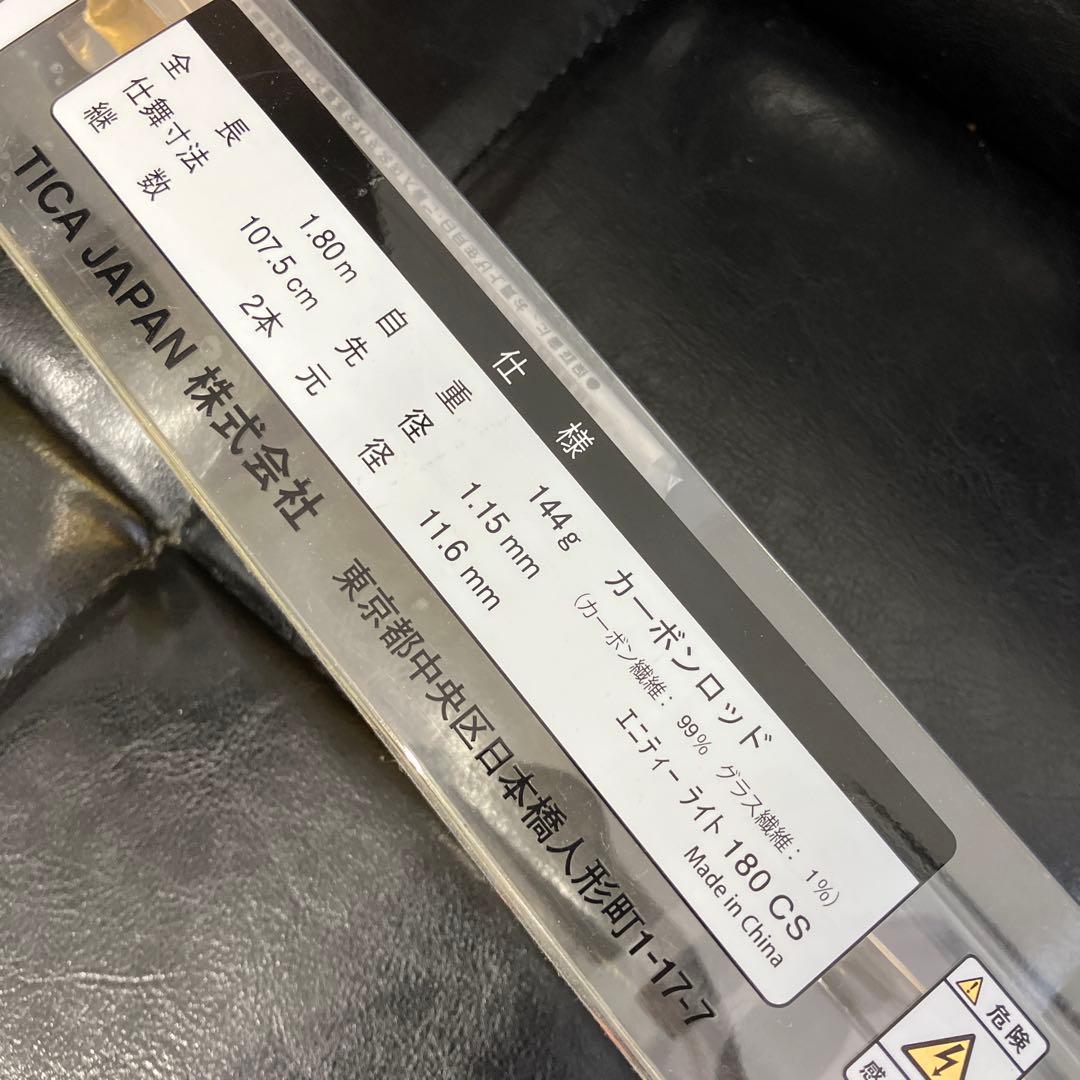 仕様
全長 1.80m 自重 144g カーボンロッド
仕舞寸法 107.5cm 先径 1.15mm (カーボン繊維：99% グラス繊維：1%)
継数 2本 元径 11.6mm エニティー ライト 180 CS
Made in China
TICA JAPAN 株式会社 東京都中央区日本橋人形町1-17-7
危険
感